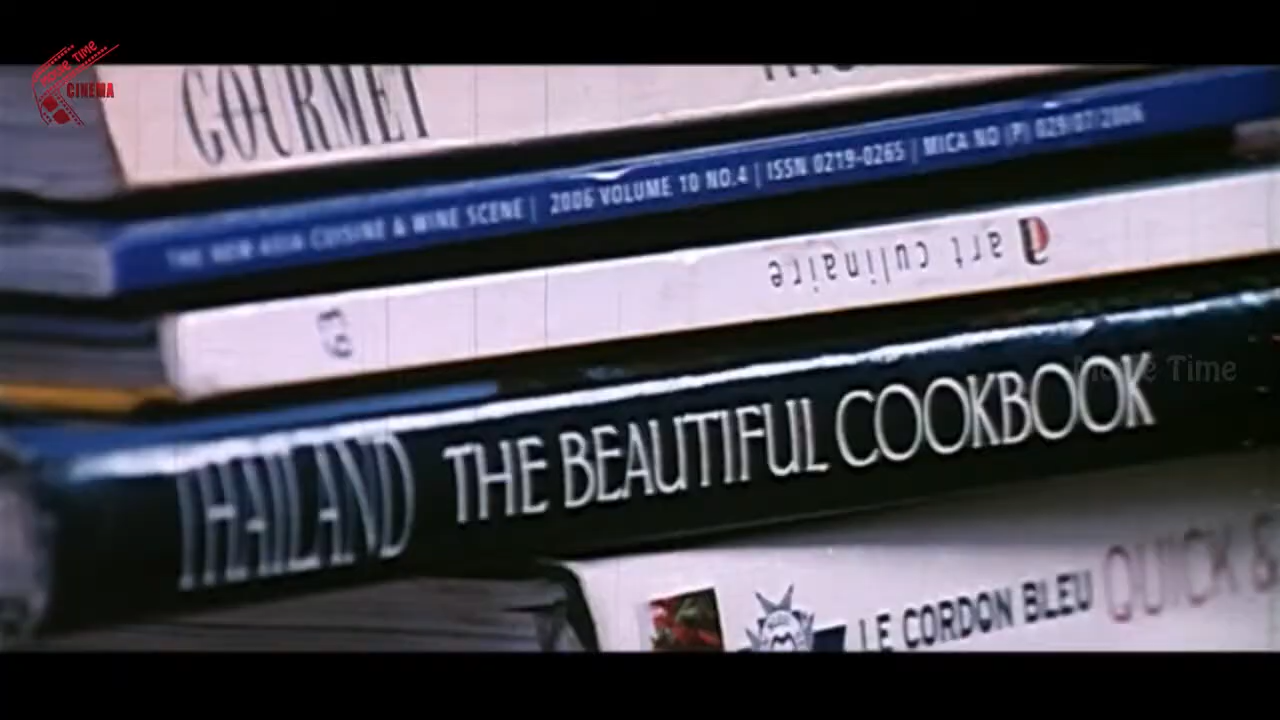 Movie Time
CINEMA
GOURMET
THE NEW ASIA CUISINE & WINE SCENE | 2006 VOLUME 10 NO.4 | ISSN 0219-0265 | MICA NO (P) 029/07/2006
art culinaire
THAILAND THE BEAUTIFUL COOKBOOK
Movie Time
LE CORDON BLEU QUICK &